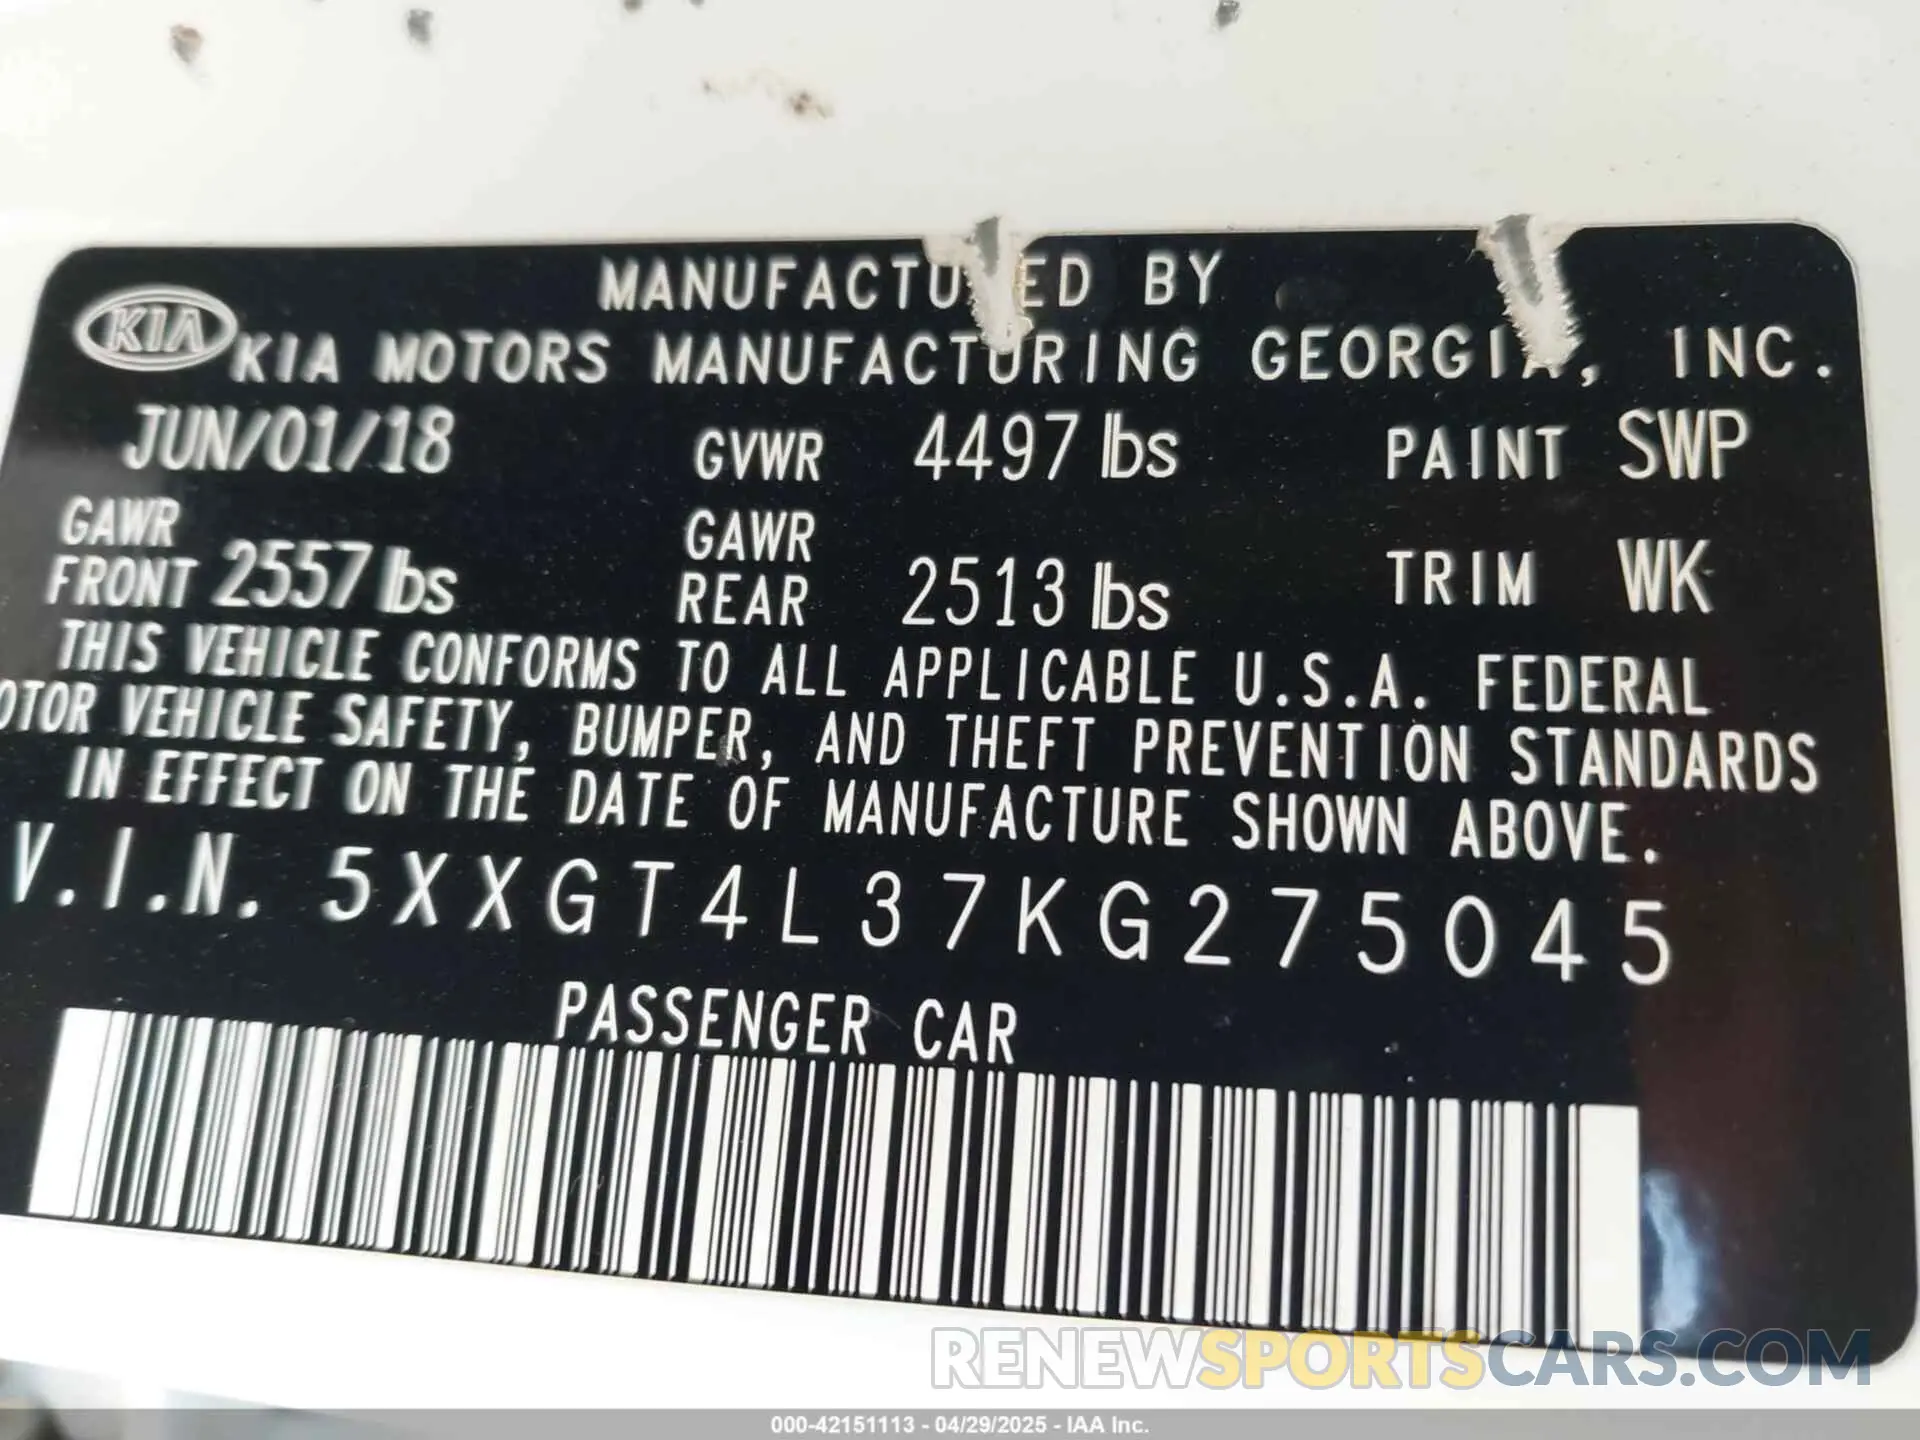 MANUFACTURED BY
KIA KIA MOTORS MANUFACTURING GEORGIA, INC.
JUN/01/18 GVWR 4497 lbs PAINT SWP
GAWR FRONT 2557 lbs GAWR REAR 2513 lbs TRIM WK
THIS VEHICLE CONFORMS TO ALL APPLICABLE U.S.A. FEDERAL
OTOR VEHICLE SAFETY, BUMPER, AND THEFT PREVENTION STANDARDS
IN EFFECT ON THE DATE OF MANUFACTURE SHOWN ABOVE.
V.I.N. 5XXGT4L37KG275045
PASSENGER CAR
RENEWSPORTSCARS.COM
000-42151113 - 04/29/2025 - IAA Inc.